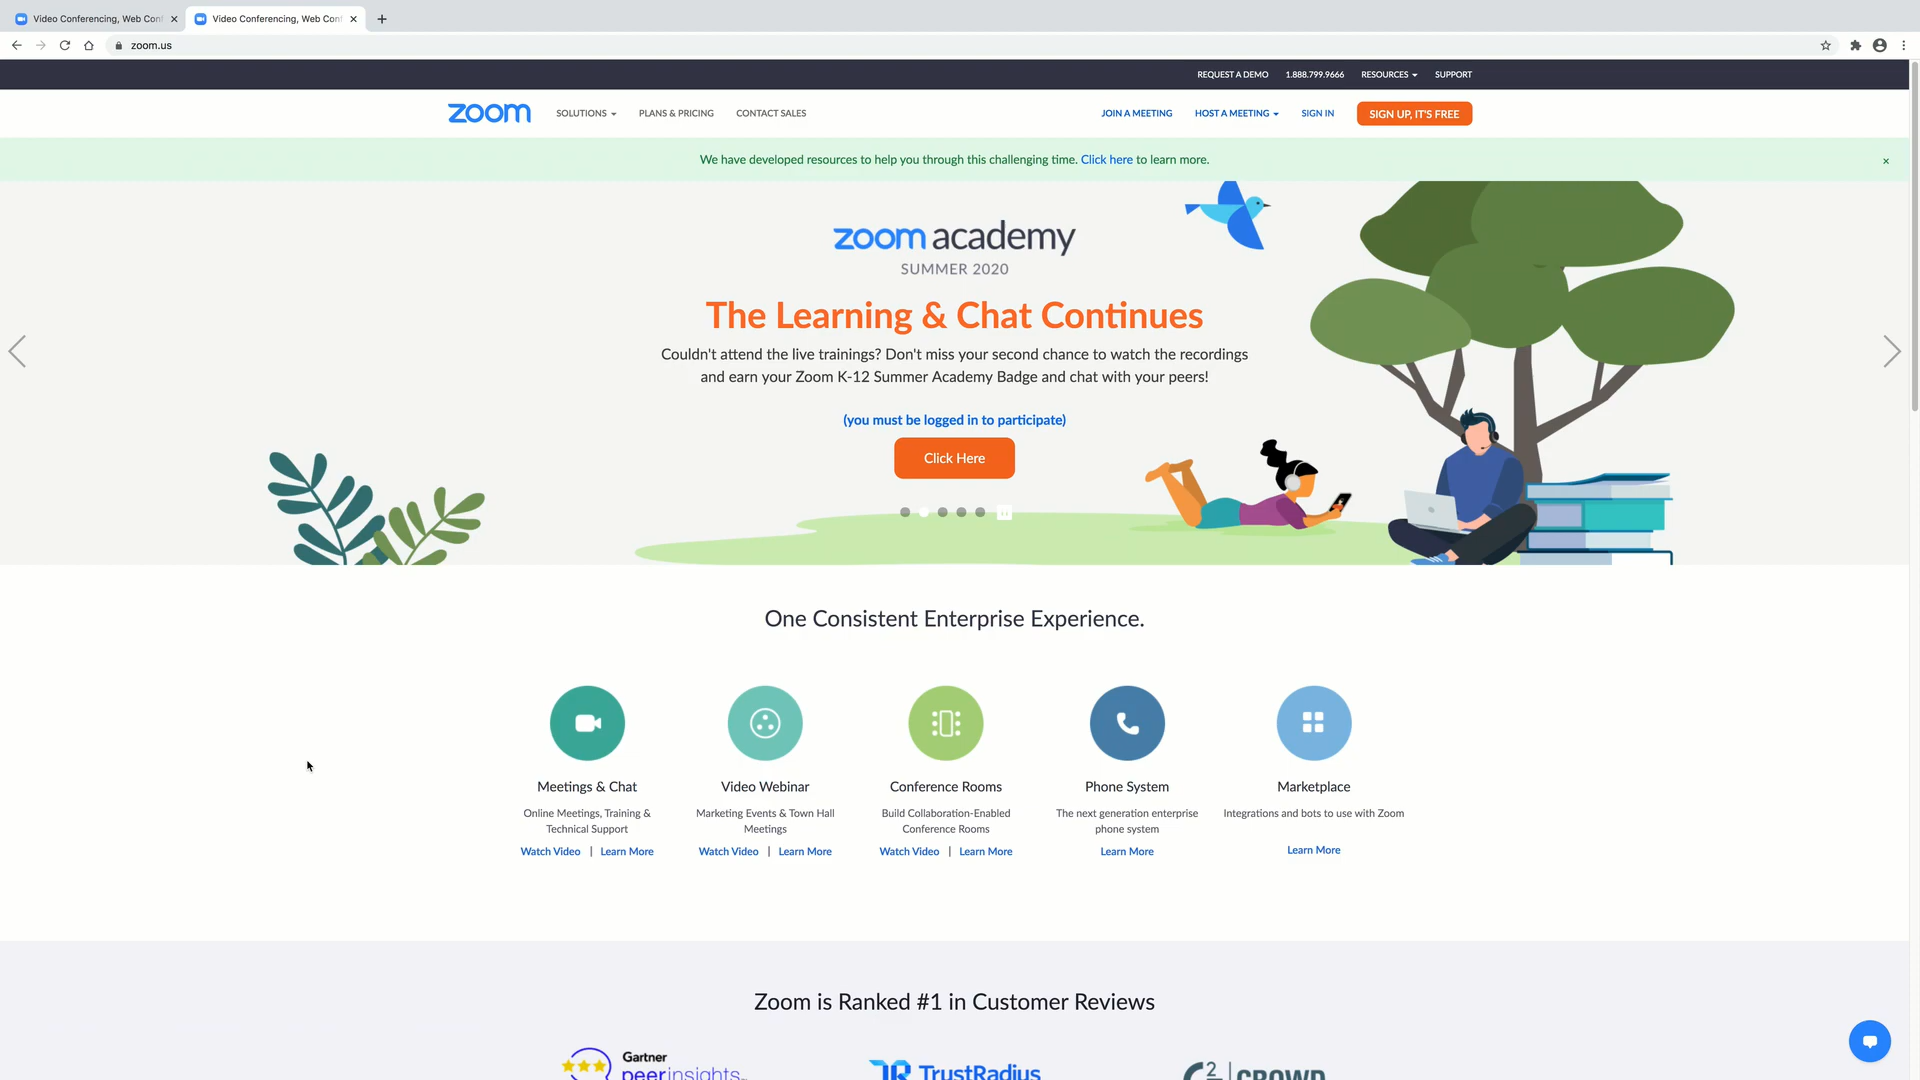 Video Conferencing, Web Conf
Video Conferencing, Web Conf
zoom.us
REQUEST A DEMO 1.888.799.9666 RESOURCES SUPPORT
zoom SOLUTIONS PLANS & PRICING CONTACT SALES JOIN A MEETING HOST A MEETING SIGN IN SIGN UP, IT'S FREE
We have developed resources to help you through this challenging time. Click here to learn more.
zoom academy
SUMMER 2020
The Learning & Chat Continues
Couldn't attend the live trainings? Don't miss your second chance to watch the recordings
and earn your Zoom K-12 Summer Academy Badge and chat with your peers!
(you must be logged in to participate)
Click Here
One Consistent Enterprise Experience.
Meetings & Chat
Online Meetings, Training &
Technical Support
Watch Video | Learn More
Video Webinar
Marketing Events & Town Hall
Meetings
Watch Video | Learn More
Conference Rooms
Build Collaboration-Enabled
Conference Rooms
Watch Video | Learn More
Phone System
The next generation enterprise
phone system
Learn More
Marketplace
Integrations and bots to use with Zoom
Learn More
Zoom is Ranked #1 in Customer Reviews
Gartner
peerinsights
TrustRadius
G2 | CROWD